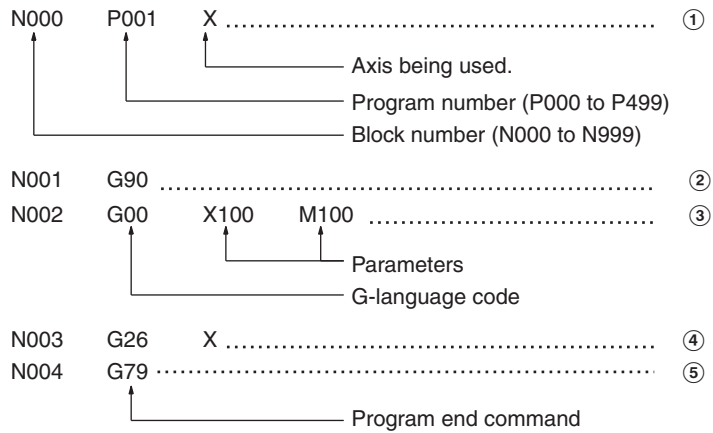 N000 P001 X ①
Axis being used.
Program number (P000 to P499)
Block number (N000 to N999)
N001 G90 ②
N002 G00 X100 M100 ③
Parameters
G-language code
N003 G26 X ④
N004 G79 ⑤
Program end command